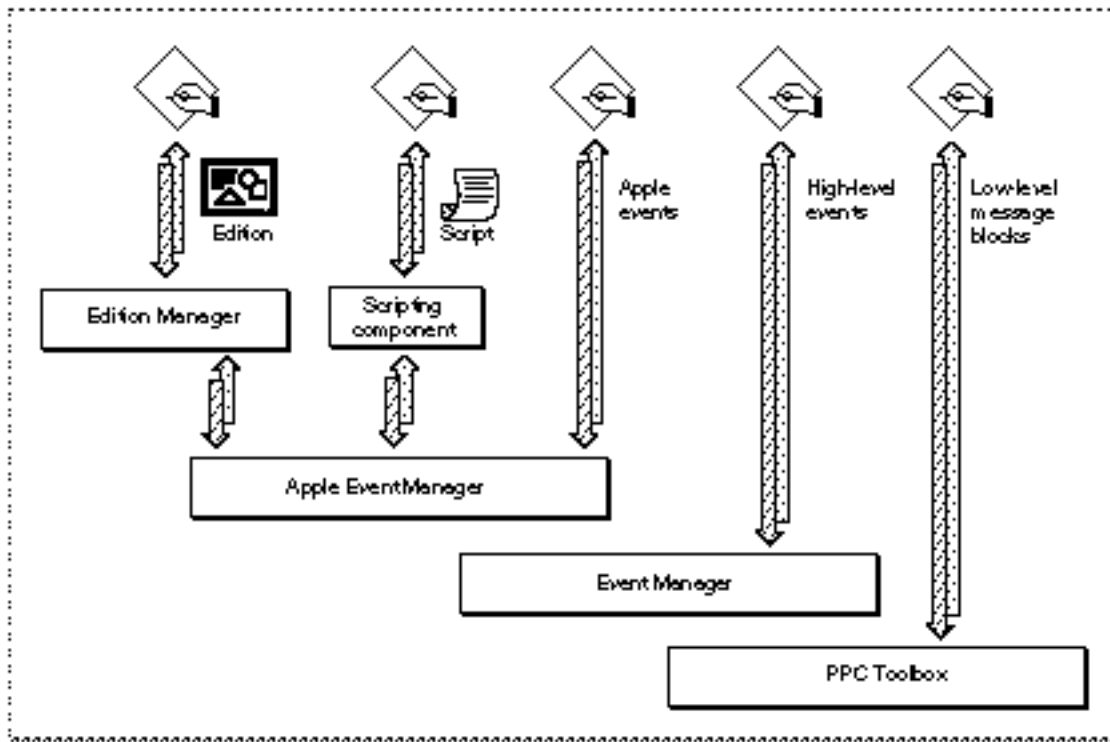 Edition
Script
Apple
events
High-level
events
Low-level
message
blocks
Edition Manager
Scripting
component
Apple Event Manager
Event Manager
PPC Toolbox